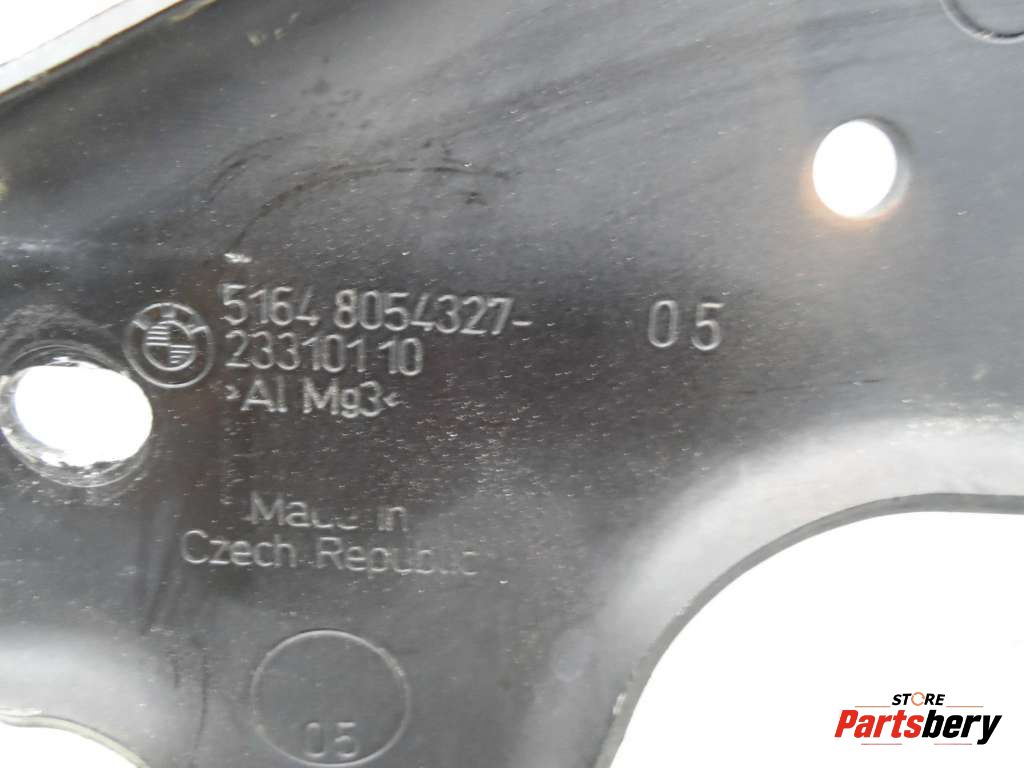 5164 8054327- 05
23310110
>Al Mg3<
Made in
Czech Republic
05
STORE
Partsbery